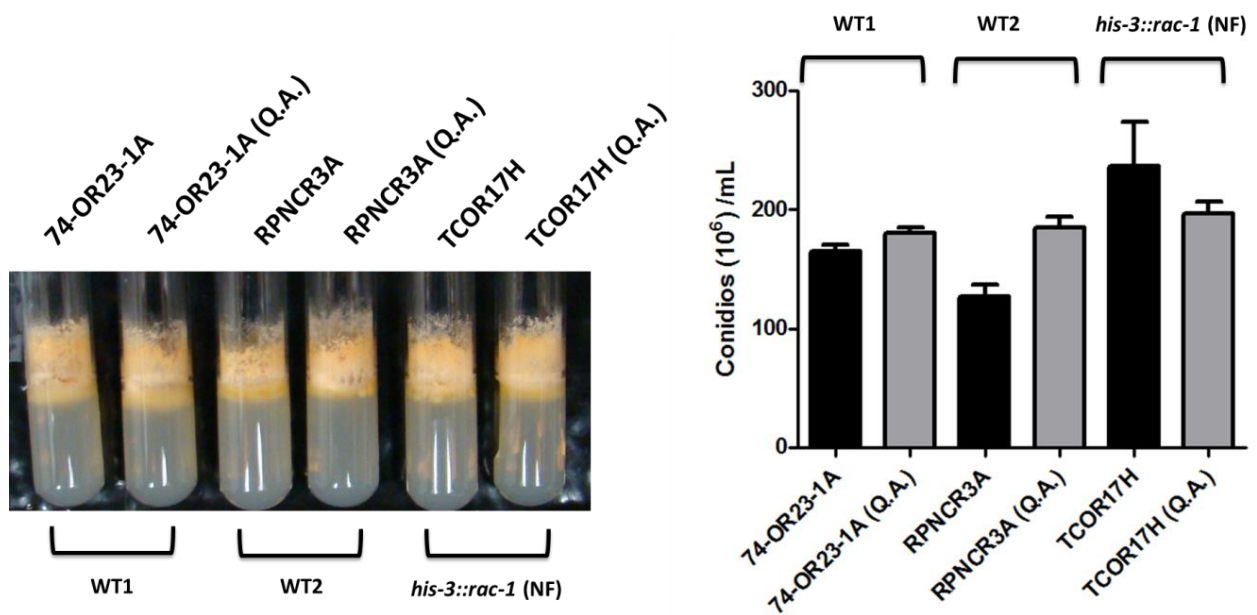 74-OR23-1A
74-OR23-1A (Q.A.)
RPNCR3A
RPNCR3A (Q.A.)
TCOR17H
TCOR17H (Q.A.)
WT1
WT2
his-3::rac-1 (NF)
WT1
WT2
his-3::rac-1 (NF)
Conidios (10⁶) /mL
300
200
100
0
74-OR23-1A
74-OR23-1A (Q.A.)
RPNCR3A
RPNCR3A (Q.A.)
TCOR17H
TCOR17H (Q.A.)